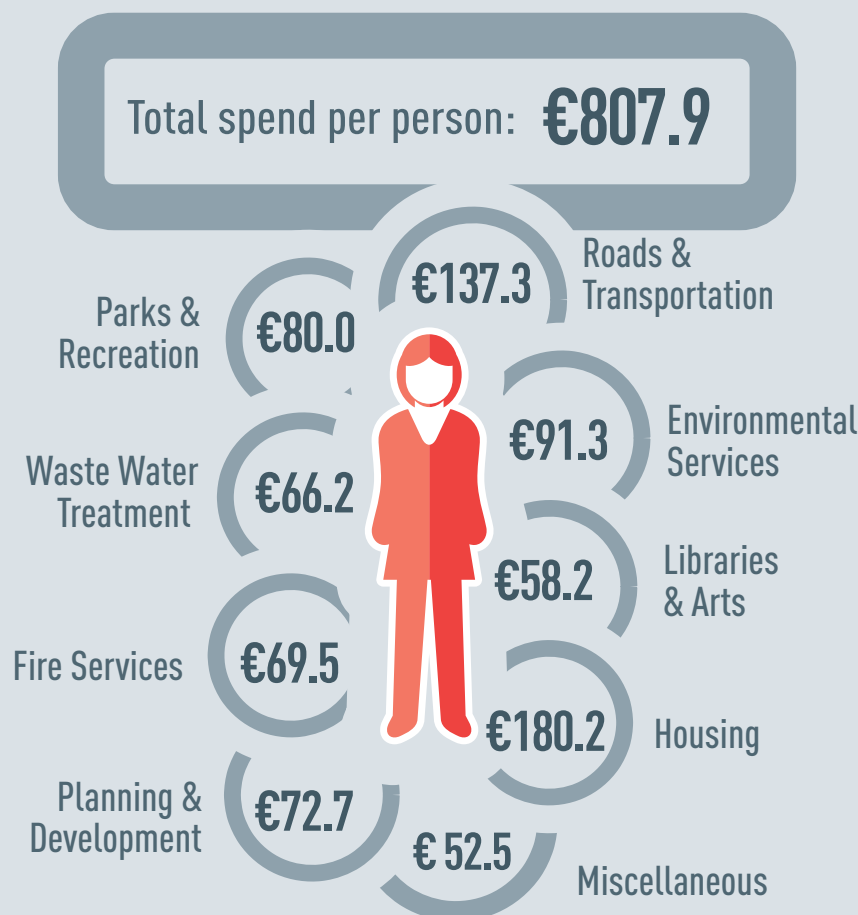 Total spend per person: €807.9
€137.3
Roads &
Transportation
Parks &
Recreation
€80.0
€91.3
Environmental
Services
Waste Water
Treatment
€66.2
€58.2
Libraries
& Arts
Fire Services
€69.5
€180.2
Housing
Planning &
Development
€72.7
€ 52.5
Miscellaneous